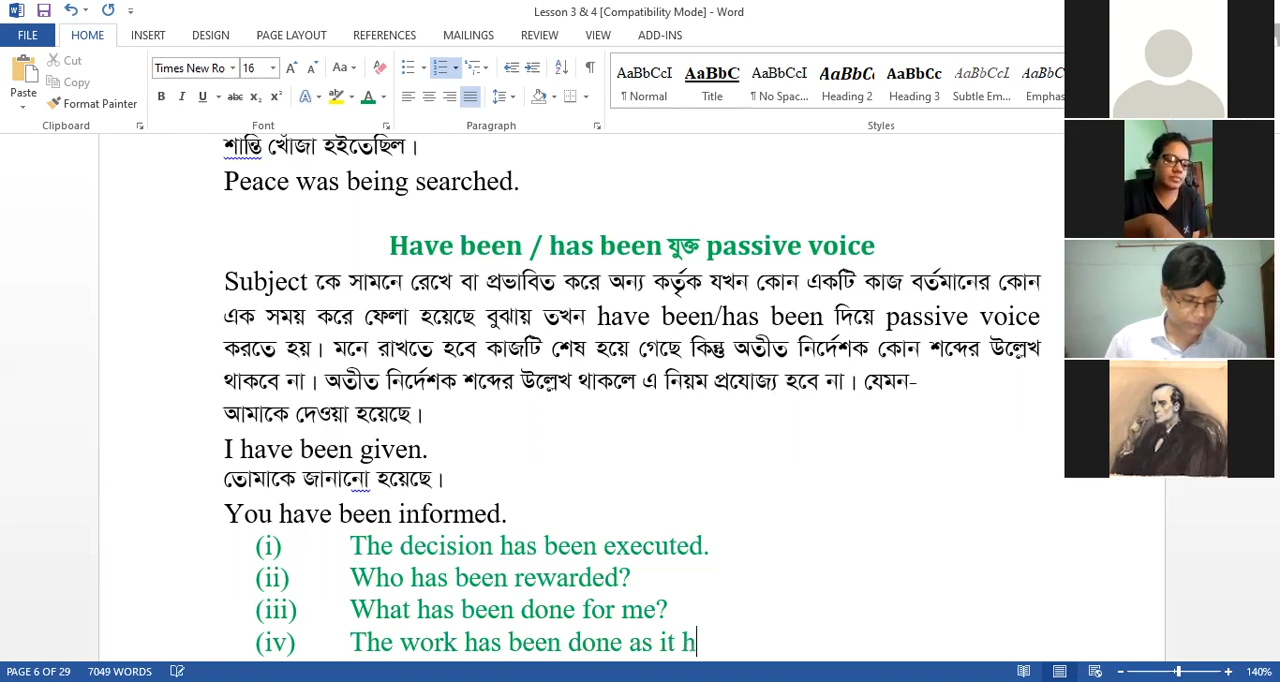 Lesson 3 & 4 [Compatibility Mode] - Word
FILE HOME INSERT DESIGN PAGE LAYOUT REFERENCES MAILINGS REVIEW VIEW ADD-INS
Paste Cut Copy Format Painter
Times New Ro 16
AaBbCcI AaBbC AaBbCcI AaBbC AaBbCc AaBbCcL AaBbC
¶ Normal Title ¶ No Spac... Heading 2 Heading 3 Subtle Em... Emphas
Clipboard Font Paragraph Styles
শান্তি খোঁজা হইতেছিল।
Peace was being searched.
Have been / has been যুক্ত passive voice
Subject কে সামনে রেখে বা প্রভাবিত করে অন্য কর্তৃক যখন কোন একটি কাজ বর্তমানের কোন
এক সময় করে ফেলা হয়েছে বুঝায় তখন have been/has been দিয়ে passive voice
করতে হয়। মনে রাখতে হবে কাজটি শেষ হয়ে গেছে কিন্তু অতীত নির্দেশক কোন শব্দের উল্লেখ
থাকবে না। অতীত নির্দেশক শব্দের উল্লেখ থাকলে এ নিয়ম প্রযোজ্য হবে না। যেমন-
আমাকে দেওয়া হয়েছে।
I have been given.
তোমাকে জানানো হয়েছে।
You have been informed.
(i) The decision has been executed.
(ii) Who has been rewarded?
(iii) What has been done for me?
(iv) The work has been done as it h
PAGE 6 OF 29 7049 WORDS 140%